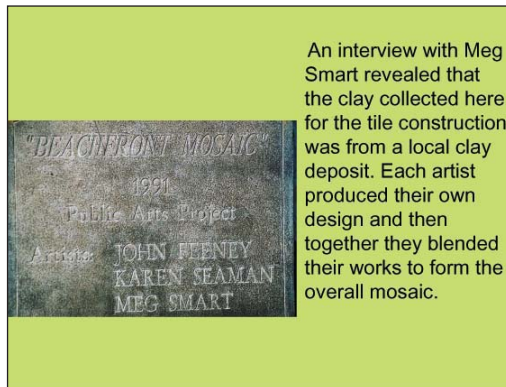 "BEACHFRONT MOSAIC"
1991
Public Arts Project
Artists: JOHN FEENEY
KAREN SEAMAN
MEG SMART
An interview with Meg
Smart revealed that
the clay collected here
for the tile construction
was from a local clay
deposit. Each artist
produced their own
design and then
together they blended
their works to form the
overall mosaic.